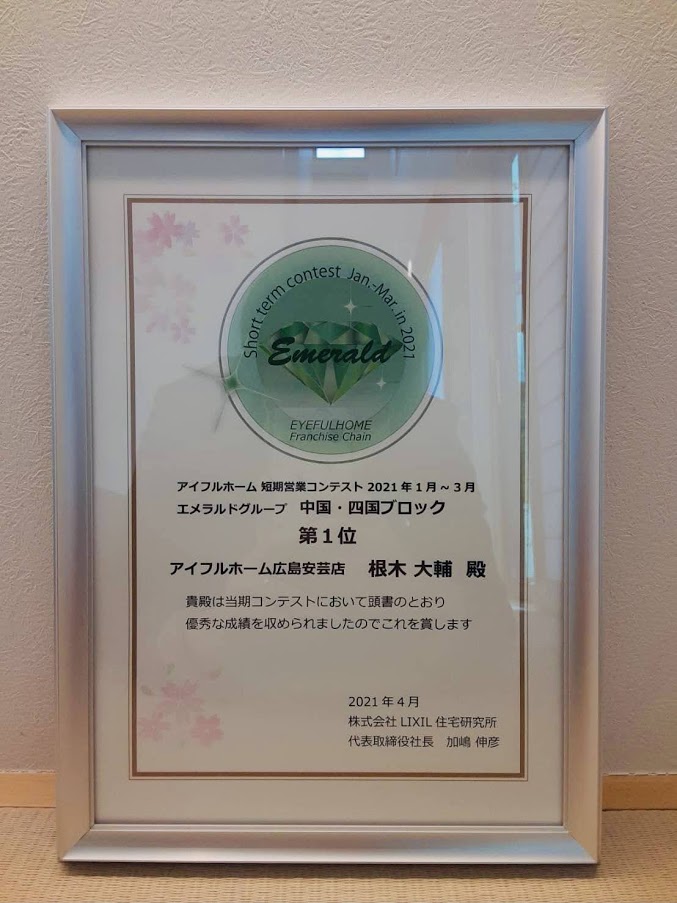 Short term contest Jan.-Mar. in 2021
Emerald
EYEFULHOME
Franchise Chain
アイフルホーム 短期営業コンテスト 2021年1月~3月
エメラルドグループ 中国・四国ブロック
第1位
アイフルホーム広島安芸店 根木 大輔 殿
貴殿は当期コンテストにおいて頭書のとおり
優秀な成績を収められましたのでこれを賞します
2021年4月
株式会社 LIXIL 住宅研究所
代表取締役社長 加嶋 伸彦